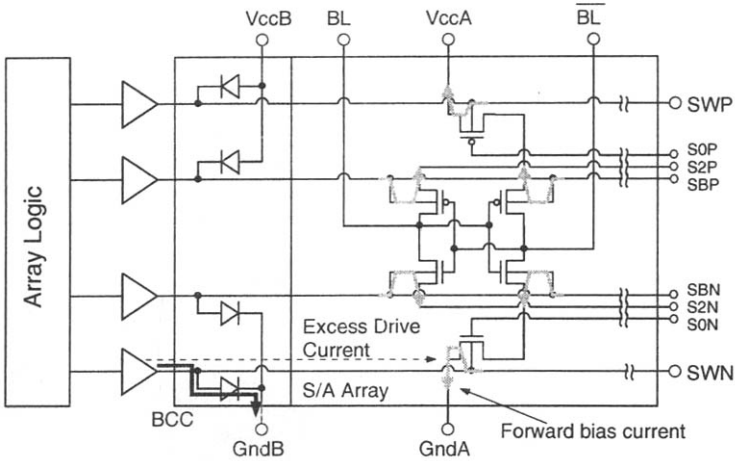 VccB BL VccA BL
Array Logic
SWP
S0P
S2P
SBP
SBN
S2N
S0N
SWN
Excess Drive
Current
S/A Array
BCC
GndB GndA
Forward bias current